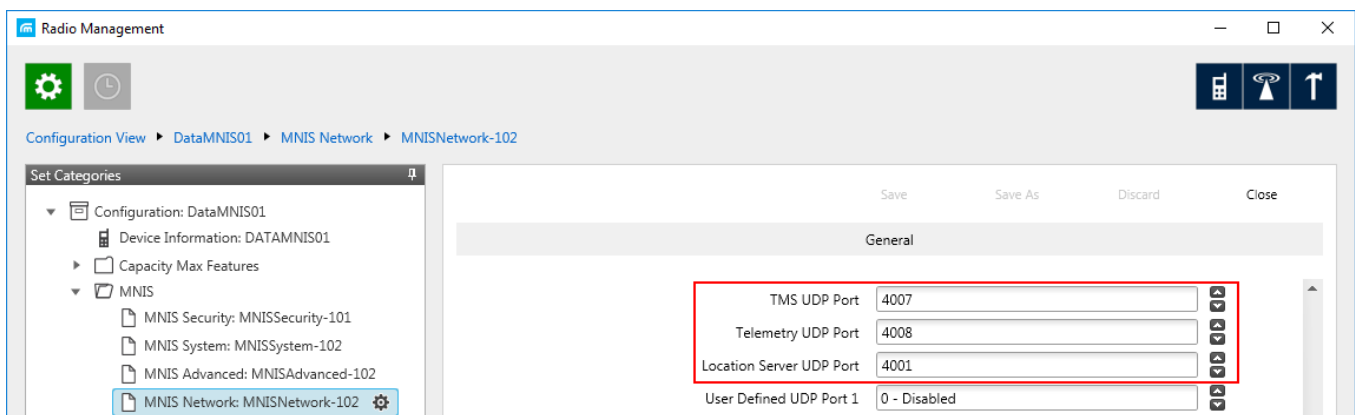 Radio Management
Configuration View DataMNIS01 MNIS Network MNISNetwork-102
Set Categories
Configuration: DataMNIS01
Device Information: DATAMNIS01
Capacity Max Features
MNIS
MNIS Security: MNISSecurity-101
MNIS System: MNISSystem-102
MNIS Advanced: MNISAdvanced-102
MNIS Network: MNISNetwork-102
Save Save As Discard Close
General
TMS UDP Port 4007
Telemetry UDP Port 4008
Location Server UDP Port 4001
User Defined UDP Port 1 0 - Disabled